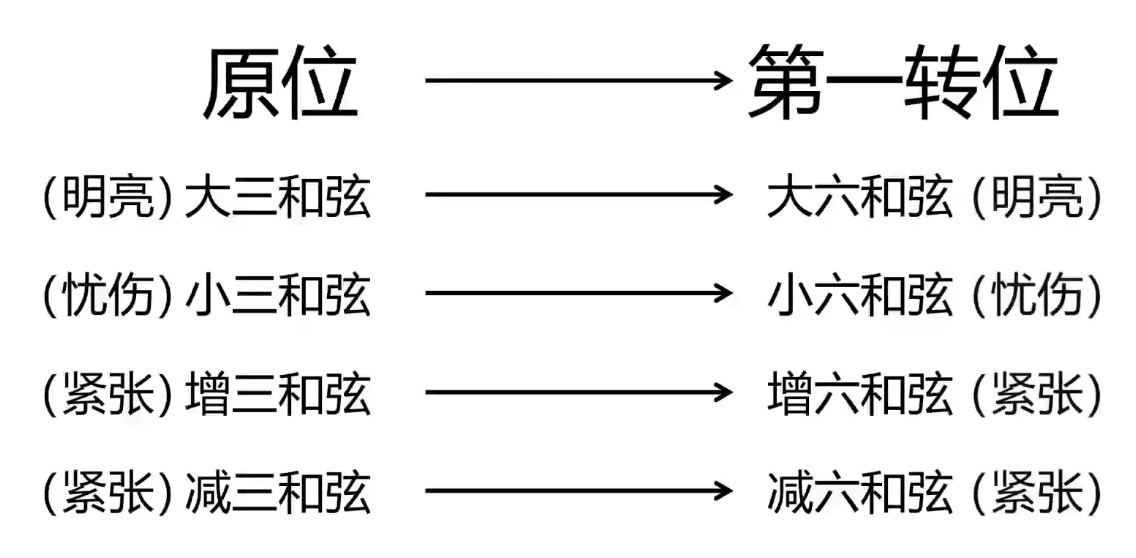 原位 第一转位
(明亮) 大三和弦 大六和弦 (明亮)
(忧伤) 小三和弦 小六和弦 (忧伤)
(紧张) 增三和弦 增六和弦 (紧张)
(紧张) 减三和弦 减六和弦 (紧张)